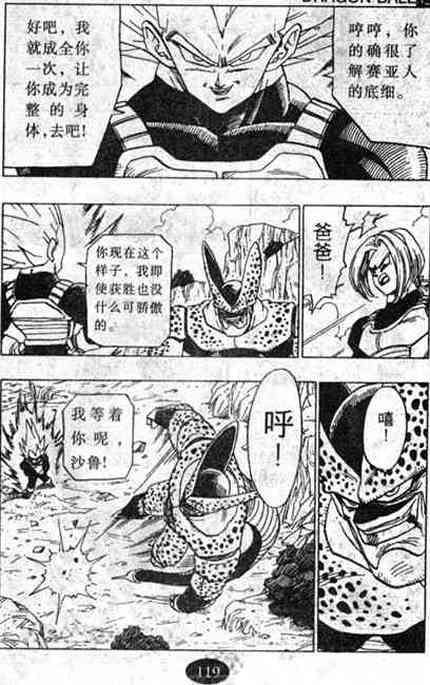 DRAGON BALL
哼哼，你
的确很了
解赛亚人
的底细。
好吧，我
就成全你
一次，让
你成为完
整的身
体，去吧！
爸爸！
你现在这个
样子，我即
使获胜也没
什么可骄傲
的。
嘻！
呼！
我等着
你呢，
沙鲁！
119